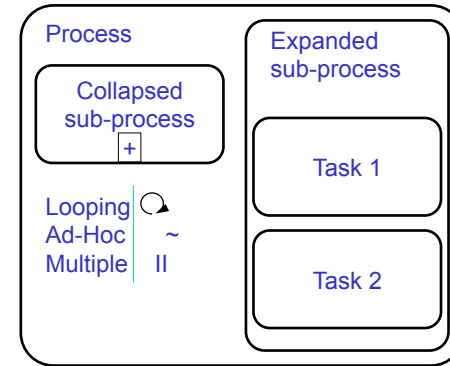 Process
Collapsed
sub-process
+
Looping
Ad-Hoc ~
Multiple II
Expanded
sub-process
Task 1
Task 2